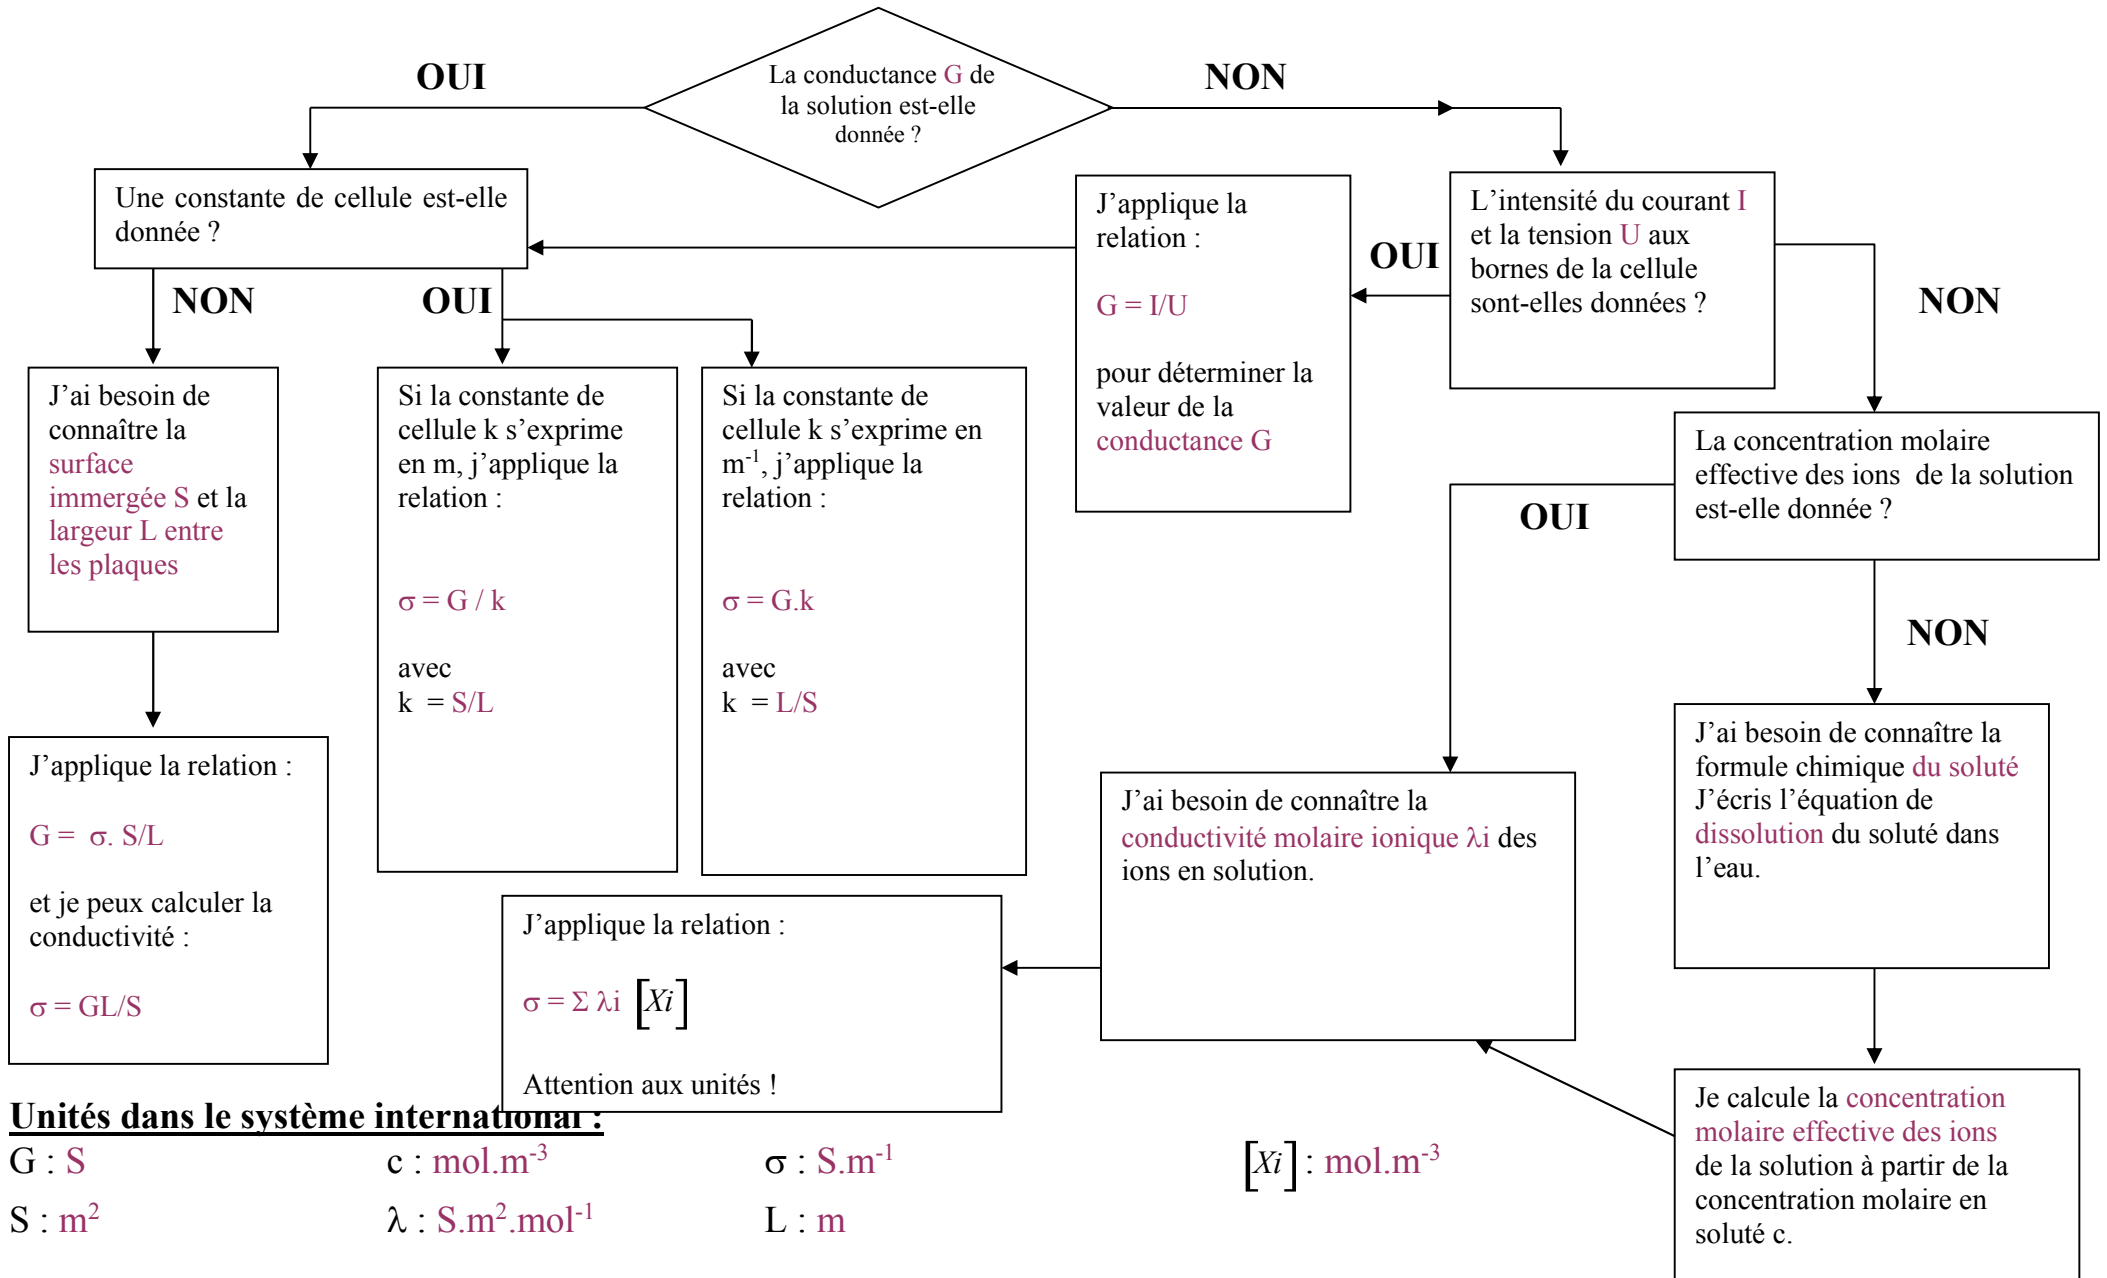 OUI
La conductance G de
la solution est-elle
donnée ?
NON
Une constante de cellule est-elle
donnée ?
J’applique la
relation :
G = I/U
pour déterminer la
valeur de la
conductance G
OUI
L’intensité du courant I
et la tension U aux
bornes de la cellule
sont-elles données ?
NON
NON
OUI
J’ai besoin de
connaître la
surface
immergée S et la
largeur L entre
les plaques
Si la constante de
cellule k s’exprime
en m, j’applique la
relation :
σ = G / k
avec
k = S/L
Si la constante de
cellule k s’exprime en
m⁻¹, j’applique la
relation :
σ = G.k
avec
k = L/S
La concentration molaire
effective des ions de la solution
est-elle donnée ?
OUI
NON
J’applique la relation :
G = σ. S/L
et je peux calculer la
conductivité :
σ = GL/S
J’ai besoin de connaître la
conductivité molaire ionique λi des
ions en solution.
J’ai besoin de connaître la
formule chimique du soluté
J’écris l’équation de
dissolution du soluté dans
l’eau.
J’applique la relation :
σ = Σ λi [Xi]
Attention aux unités !
Je calcule la concentration
molaire effective des ions
de la solution à partir de la
concentration molaire en
soluté c.
Unités dans le système international :
G : S c : mol.m⁻³ σ : S.m⁻¹ [Xi] : mol.m⁻³
S : m² λ : S.m².mol⁻¹ L : m